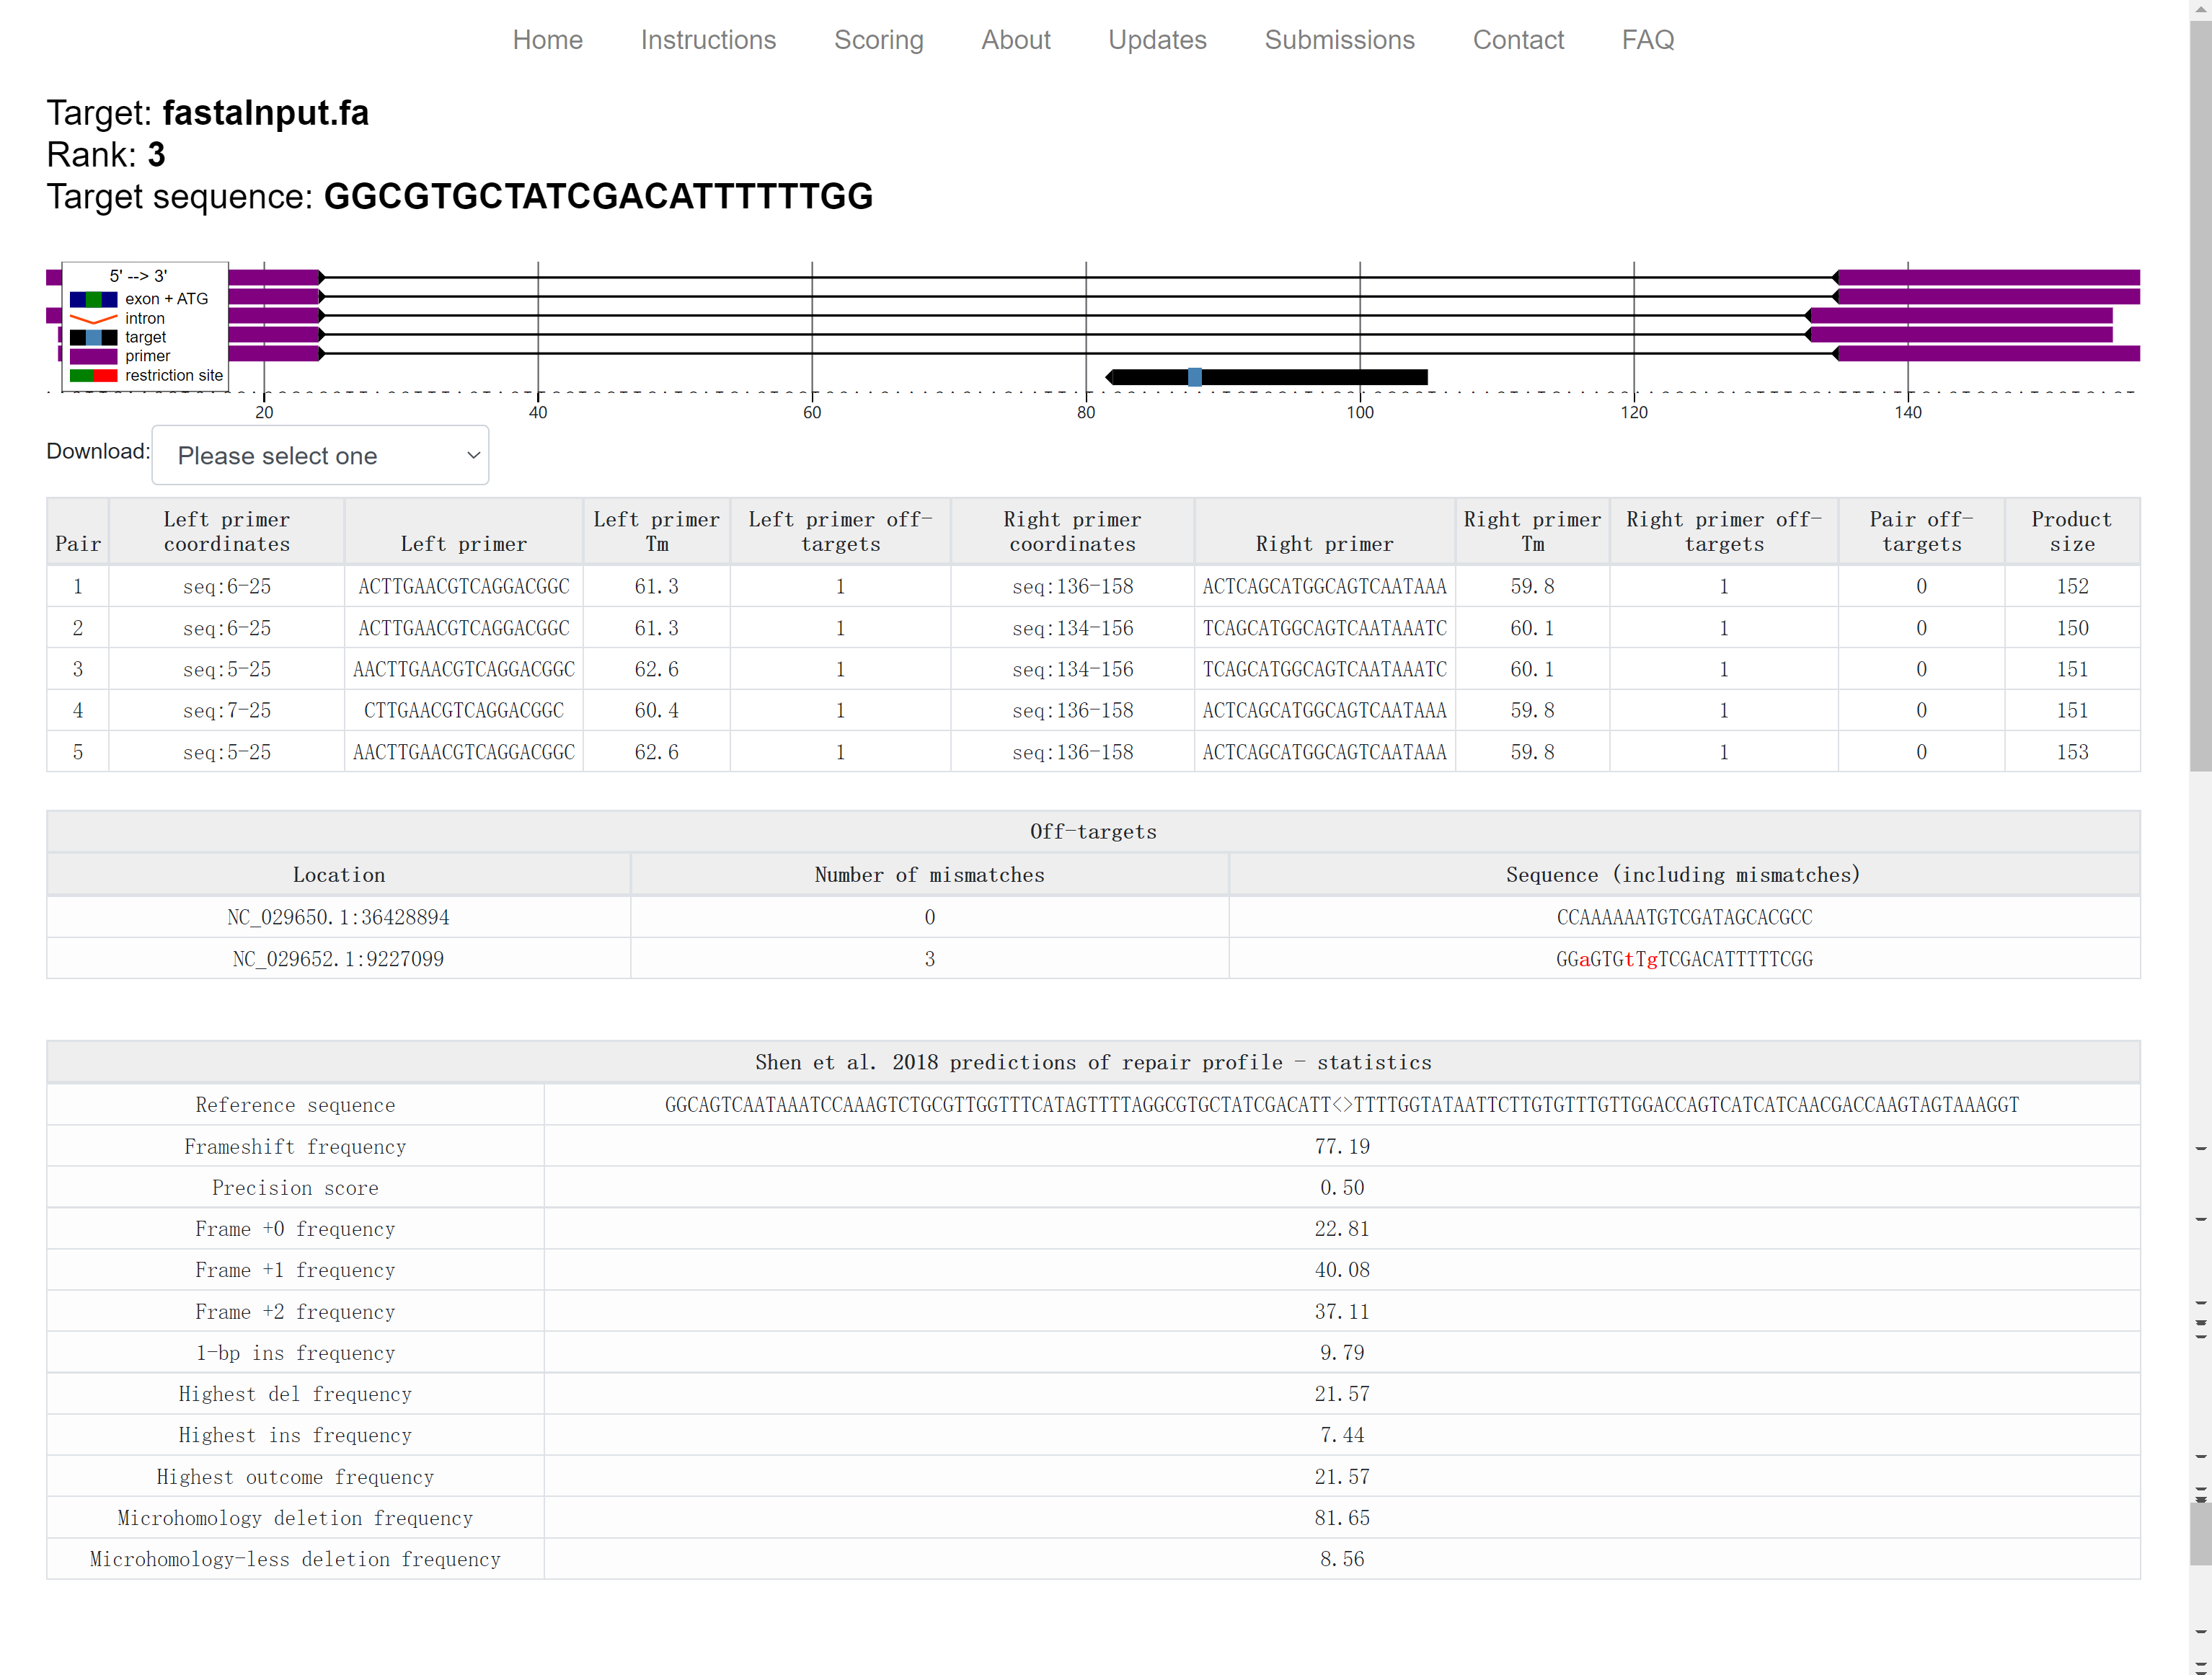 Home Instructions Scoring About Updates Submissions Contact FAQ
Target: fastaInput.fa
Rank: 3
Target sequence: GGCGTGCTATCGACATTTTTTGG
5' --> 3'
exon + ATG
intron
target
primer
restriction site
20 40 60 80 100 120 140
Download: Please select one
Pair Left primer coordinates Left primer Left primer Tm Left primer off-targets Right primer coordinates Right primer Right primer Tm Right primer off-targets Pair off-targets Product size
1 seq:6-25 ACTTGAACGTCAGGACGGC 61.3 1 seq:136-158 ACTCAGCATGGCAGTCAATAAA 59.8 1 0 152
2 seq:6-25 ACTTGAACGTCAGGACGGC 61.3 1 seq:134-156 TCAGCATGGCAGTCAATAAATC 60.1 1 0 150
3 seq:5-25 AACTTGAACGTCAGGACGGC 62.6 1 seq:134-156 TCAGCATGGCAGTCAATAAATC 60.1 1 0 151
4 seq:7-25 CTTGAACGTCAGGACGGC 60.4 1 seq:136-158 ACTCAGCATGGCAGTCAATAAA 59.8 1 0 151
5 seq:5-25 AACTTGAACGTCAGGACGGC 62.6 1 seq:136-158 ACTCAGCATGGCAGTCAATAAA 59.8 1 0 153
Off-targets
Location Number of mismatches Sequence (including mismatches)
NC_029650.1:36428894 0 CCAAAAAATGTCGATAGCACGCC
NC_029652.1:9227099 3 GGaGTGtTgTCGACATTTTTCGG
Shen et al. 2018 predictions of repair profile - statistics
Reference sequence GGCAGTCAATAAATCCAAAGTCTGCGTTGGTTTCATAGTTTTAGGCGTGCTATCGACATT<>TTTTGGTATAATTCTTGTGTTTGTTGGACCAGTCATCATCAACGACCAAGTAGTAAAGGT
Frameshift frequency 77.19
Precision score 0.50
Frame +0 frequency 22.81
Frame +1 frequency 40.08
Frame +2 frequency 37.11
1-bp ins frequency 9.79
Highest del frequency 21.57
Highest ins frequency 7.44
Highest outcome frequency 21.57
Microhomology deletion frequency 81.65
Microhomology-less deletion frequency 8.56